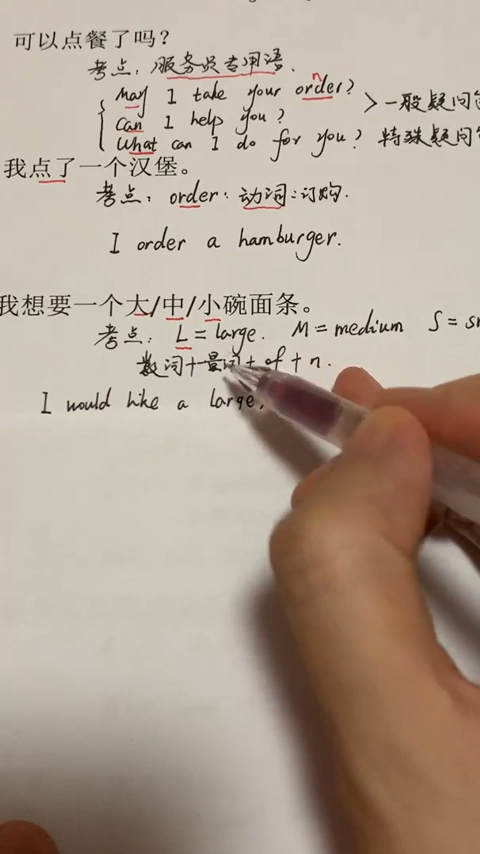 可以点餐了吗？
考点：服务员专用语.
n
May I take your order?
Can I help you? > 一般疑问
What can I do for you? 特殊疑问
我点了一个汉堡。
考点：order：动词：订购.
I order a hamburger.
我想要一个大/中/小碗面条。
考点：L = large. M = medium S =
数词 + 量词 + of + n.
I would like a large,